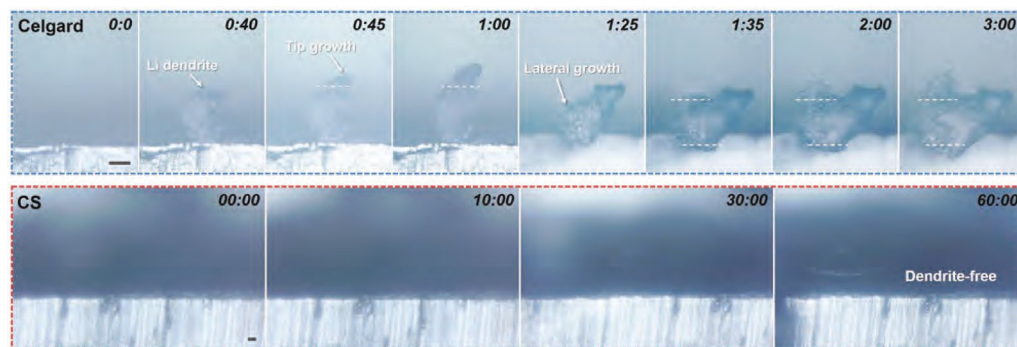 Celgard
0:0
0:40
0:45
1:00
1:25
1:35
2:00
3:00
Li dendrite
Tip growth
Lateral growth
CS
00:00
10:00
30:00
60:00
Dendrite-free